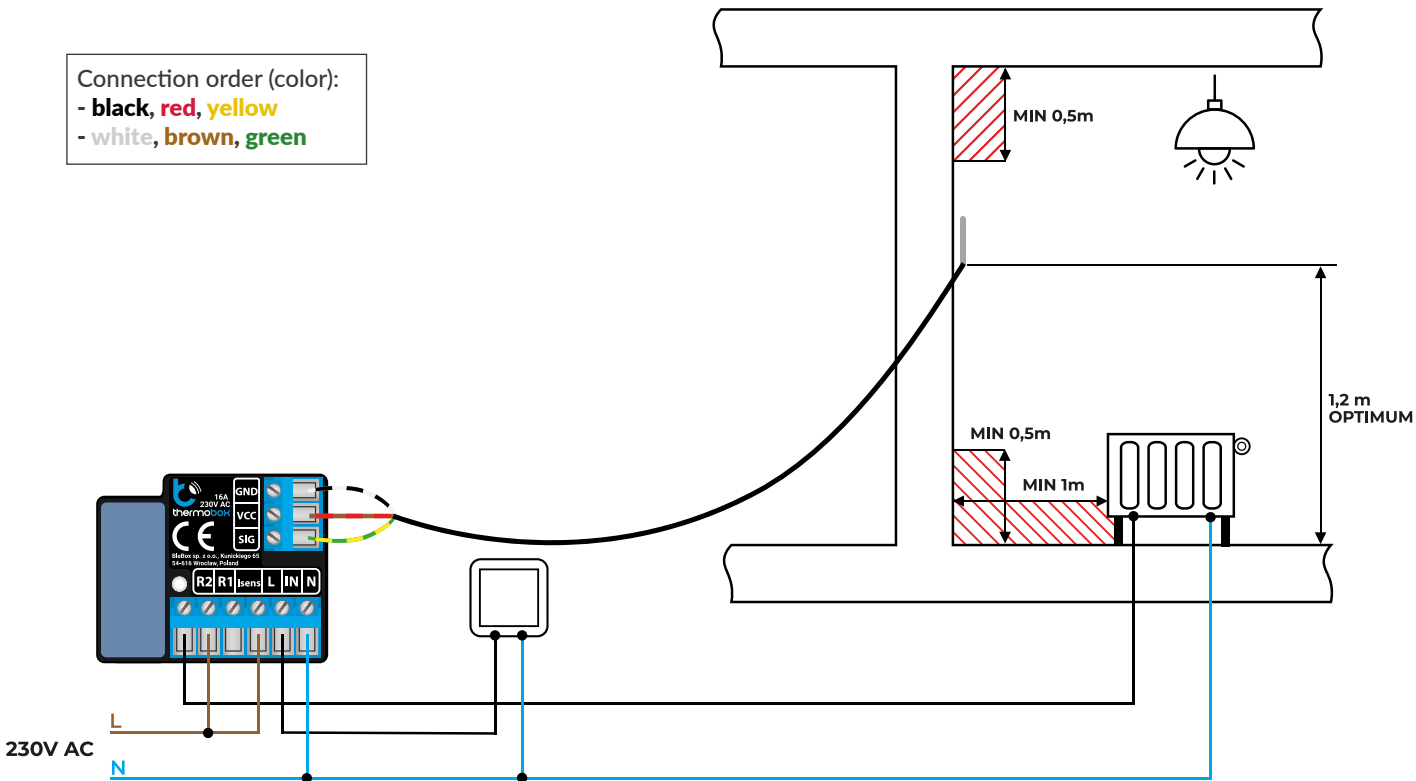 Connection order (color):
- black, red, yellow
- white, brown, green
MIN 0,5m
1,2 m
OPTIMUM
MIN 0,5m
MIN 1m
16A
230V AC
thermobox
CE
BleBox sp. z o.o., Kunickiego 65
54-616 Wrocław, Poland
GND
VCC
SIG
R2 R1 Isens L IN N
L
230V AC
N